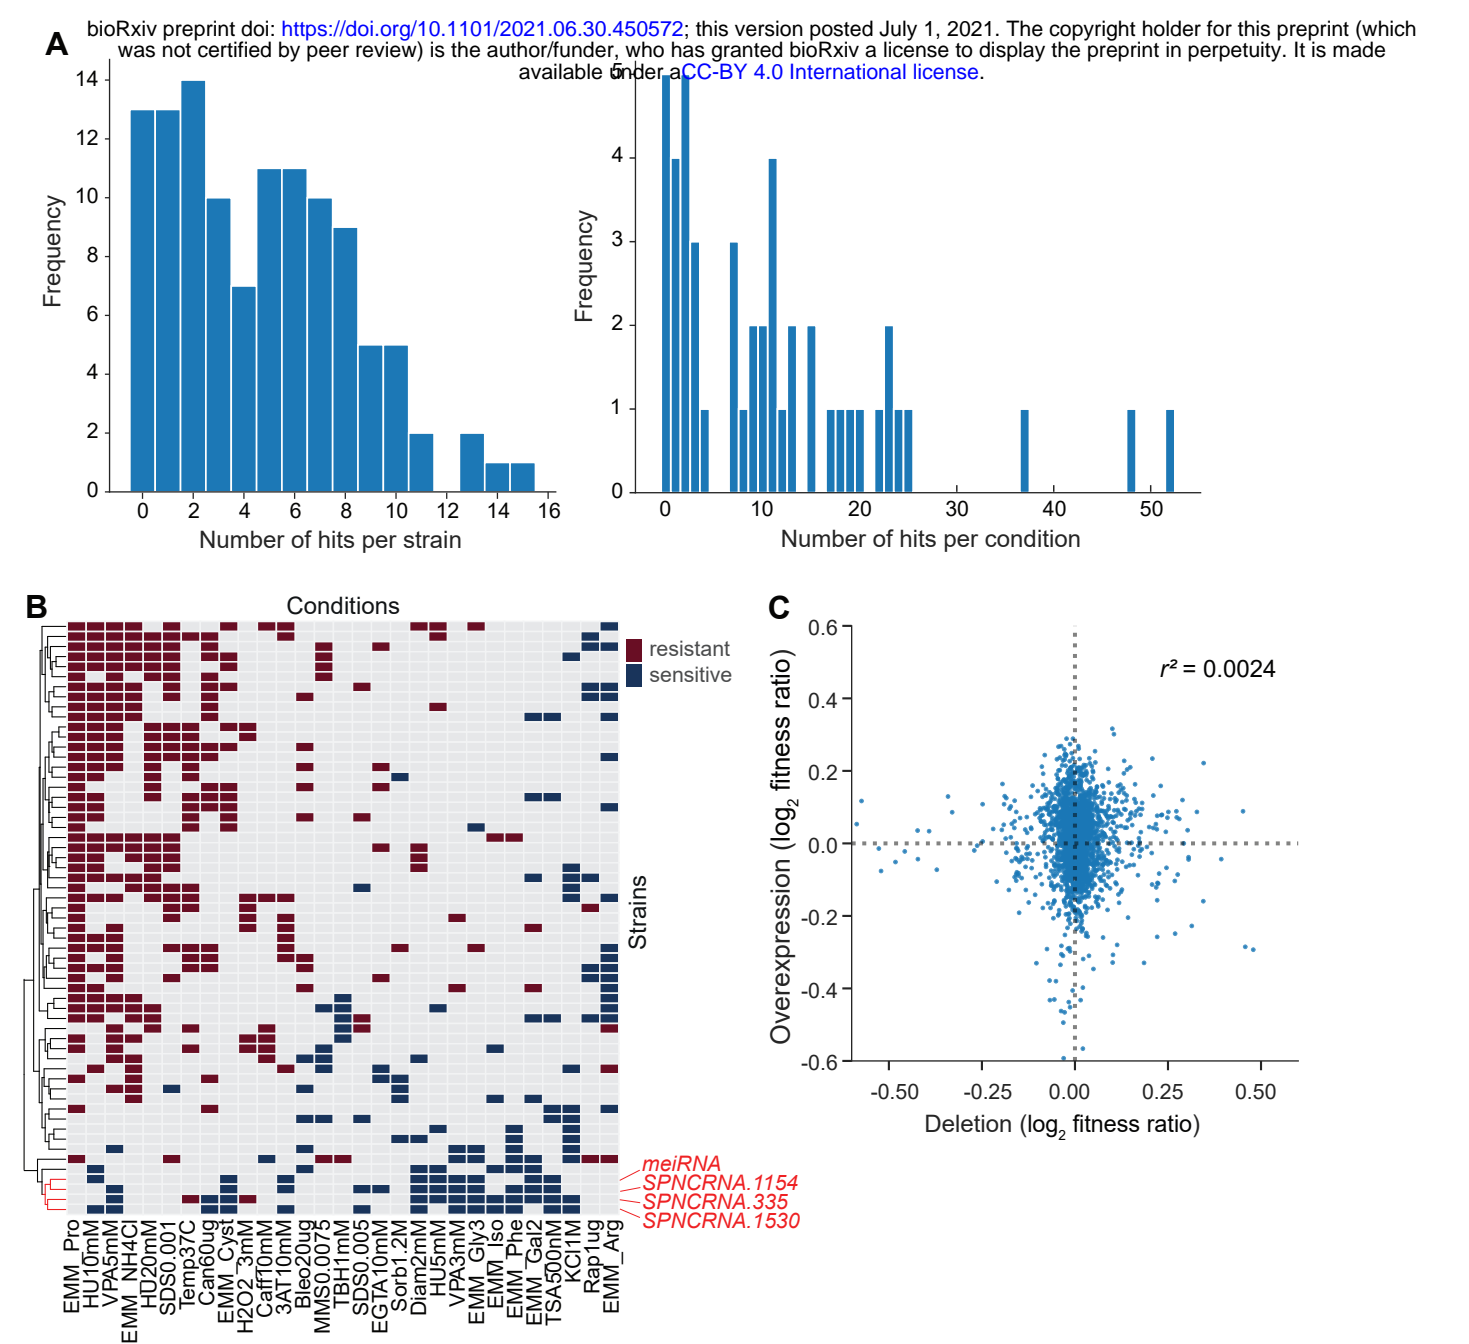 bioRxiv preprint doi: https://doi.org/10.1101/2021.06.30.450572; this version posted July 1, 2021. The copyright holder for this preprint (which
was not certified by peer review) is the author/funder, who has granted bioRxiv a license to display the preprint in perpetuity. It is made
available under aCC-BY 4.0 International license.
A
14
12
10
8
6
4
2
0
Frequency
0 2 4 6 8 10 12 14 16
Number of hits per strain
5
4
3
2
1
0
Frequency
0 10 20 30 40 50
Number of hits per condition
B
Conditions
resistant
sensitive
Strains
meiRNA
SPNCRNA.1154
SPNCRNA.335
SPNCRNA.1530
EMM_Pro
HU10mM
VPA5mM
EMM_NH4Cl
HU20mM
SDS0.001
Temp37C
Can60ug
EMM_Cyst
H2O2_3mM
Caff10mM
3AT10mM
Bleo20ug
MMS0.0075
TBH1mM
SDS0.005
EGTA10mM
Sorb1.2M
Diam2mM
HU5mM
VPA3mM
EMM_Gly3
EMM_Iso
EMM_Phe
EMM_Gal2
TSA500nM
KCl1M
Rap1ug
EMM_Arg
C
0.6
0.4
0.2
0.0
-0.2
-0.4
-0.6
Overexpression (log2 fitness ratio)
r² = 0.0024
-0.50 -0.25 0.00 0.25 0.50
Deletion (log2 fitness ratio)